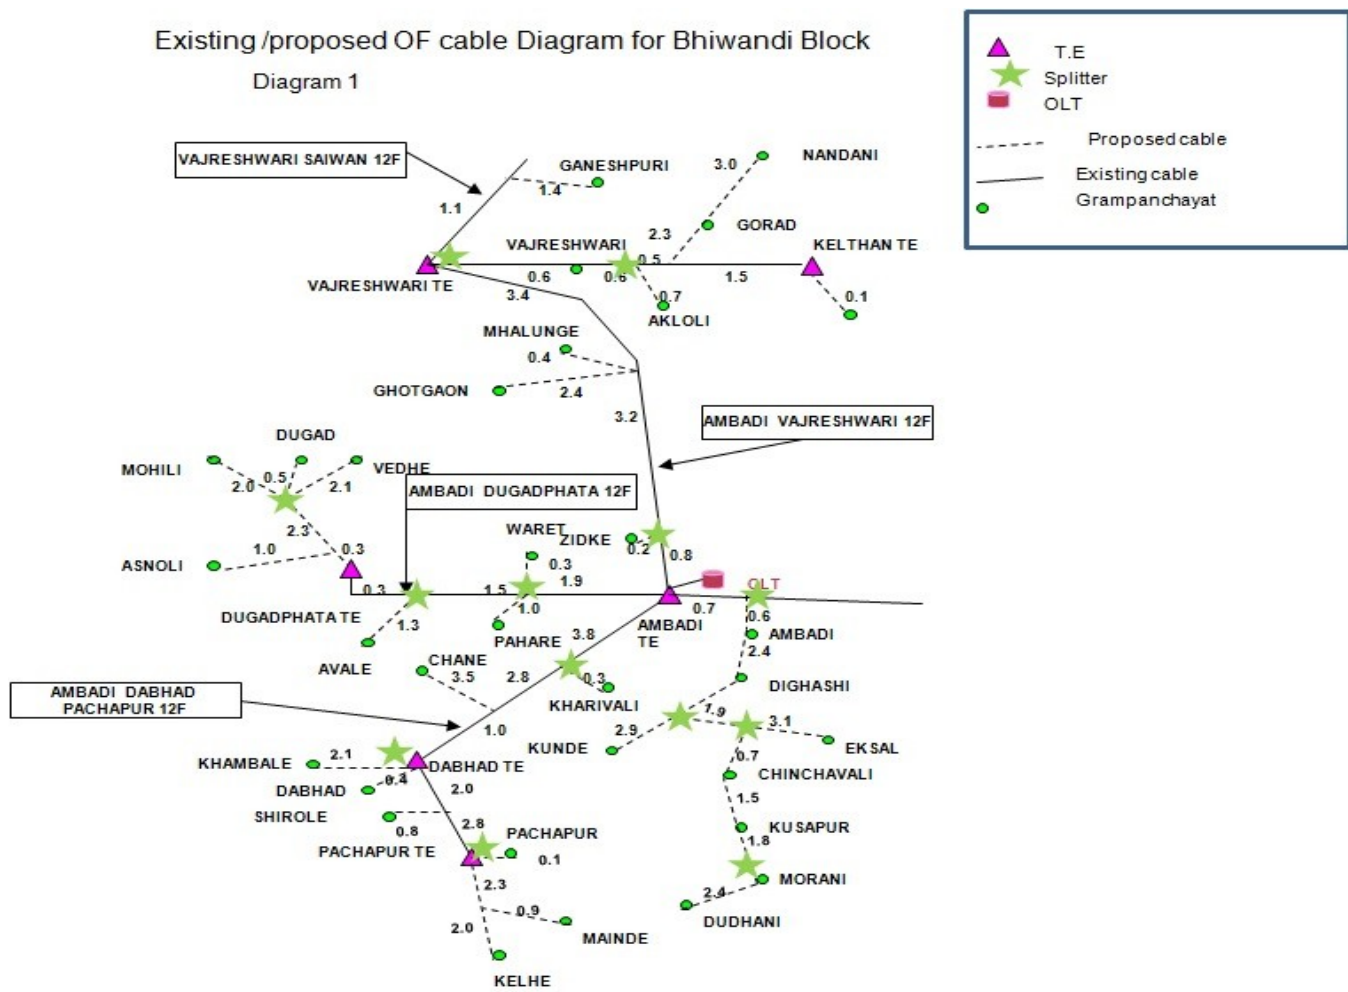 Existing /proposed OF cable Diagram for Bhiwandi Block
Diagram 1
T.E
Splitter
OLT
Proposed cable
Existing cable
Grampanchayat
VAJRESHWARI SAIWAN 12F
GANESHPURI
1.4
3.0
NANDANI
1.1
VAJRESHWARI
2.3
GORAD
KELTHAN TE
0.5
VAJRESHWARI TE
0.6
0.6
1.5
3.4
0.7
0.1
AKLOLI
MHALUNGE
0.4
GHOTGAON
2.4
3.2
AMBADI VAJRESHWARI 12F
DUGAD
MOHILI
VEDHE
0.5
2.0
2.1
AMBADI DUGADPHATA 12F
2.3
WARET
ZIDKE
1.0
0.3
0.2
0.8
ASNOLI
0.3
1.9
0.3
1.5
OLT
DUGADPHATA TE
1.3
1.0
0.7
0.6
AVALE
PAHARE
3.8
AMBADI
TE
AMBADI
2.4
CHANE
3.5
2.8
0.3
DIGHASHI
AMBADI DABHAD
PACHAPUR 12F
KHARIVALI
1.9
3.1
1.0
2.9
KUNDE
EKSAL
KHAMBALE
2.1
DABHAD TE
0.7
CHINCHAVALI
DABHAD
0.4
2.0
1.5
SHIROLE
0.8
2.8
PACHAPUR
KUSAPUR
PACHAPUR TE
0.1
1.8
2.3
MORANI
2.4
0.9
DUDHANI
2.0
MAINDE
KELHE